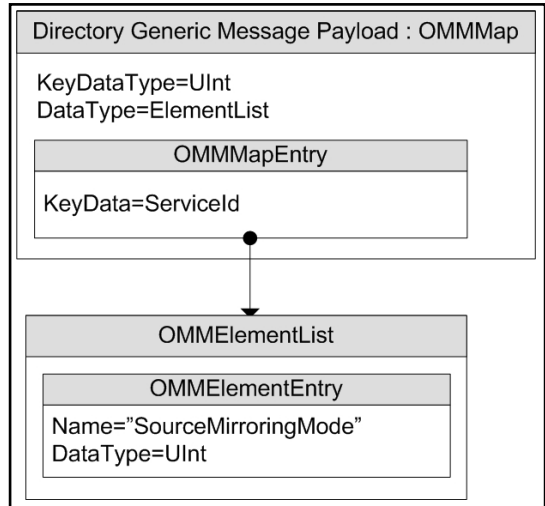 Directory Generic Message Payload : OMMMap
KeyDataType=UInt
DataType=ElementList
OMMMapEntry
KeyData=ServiceId
OMMElementList
OMMElementEntry
Name=”SourceMirroringMode”
DataType=UInt